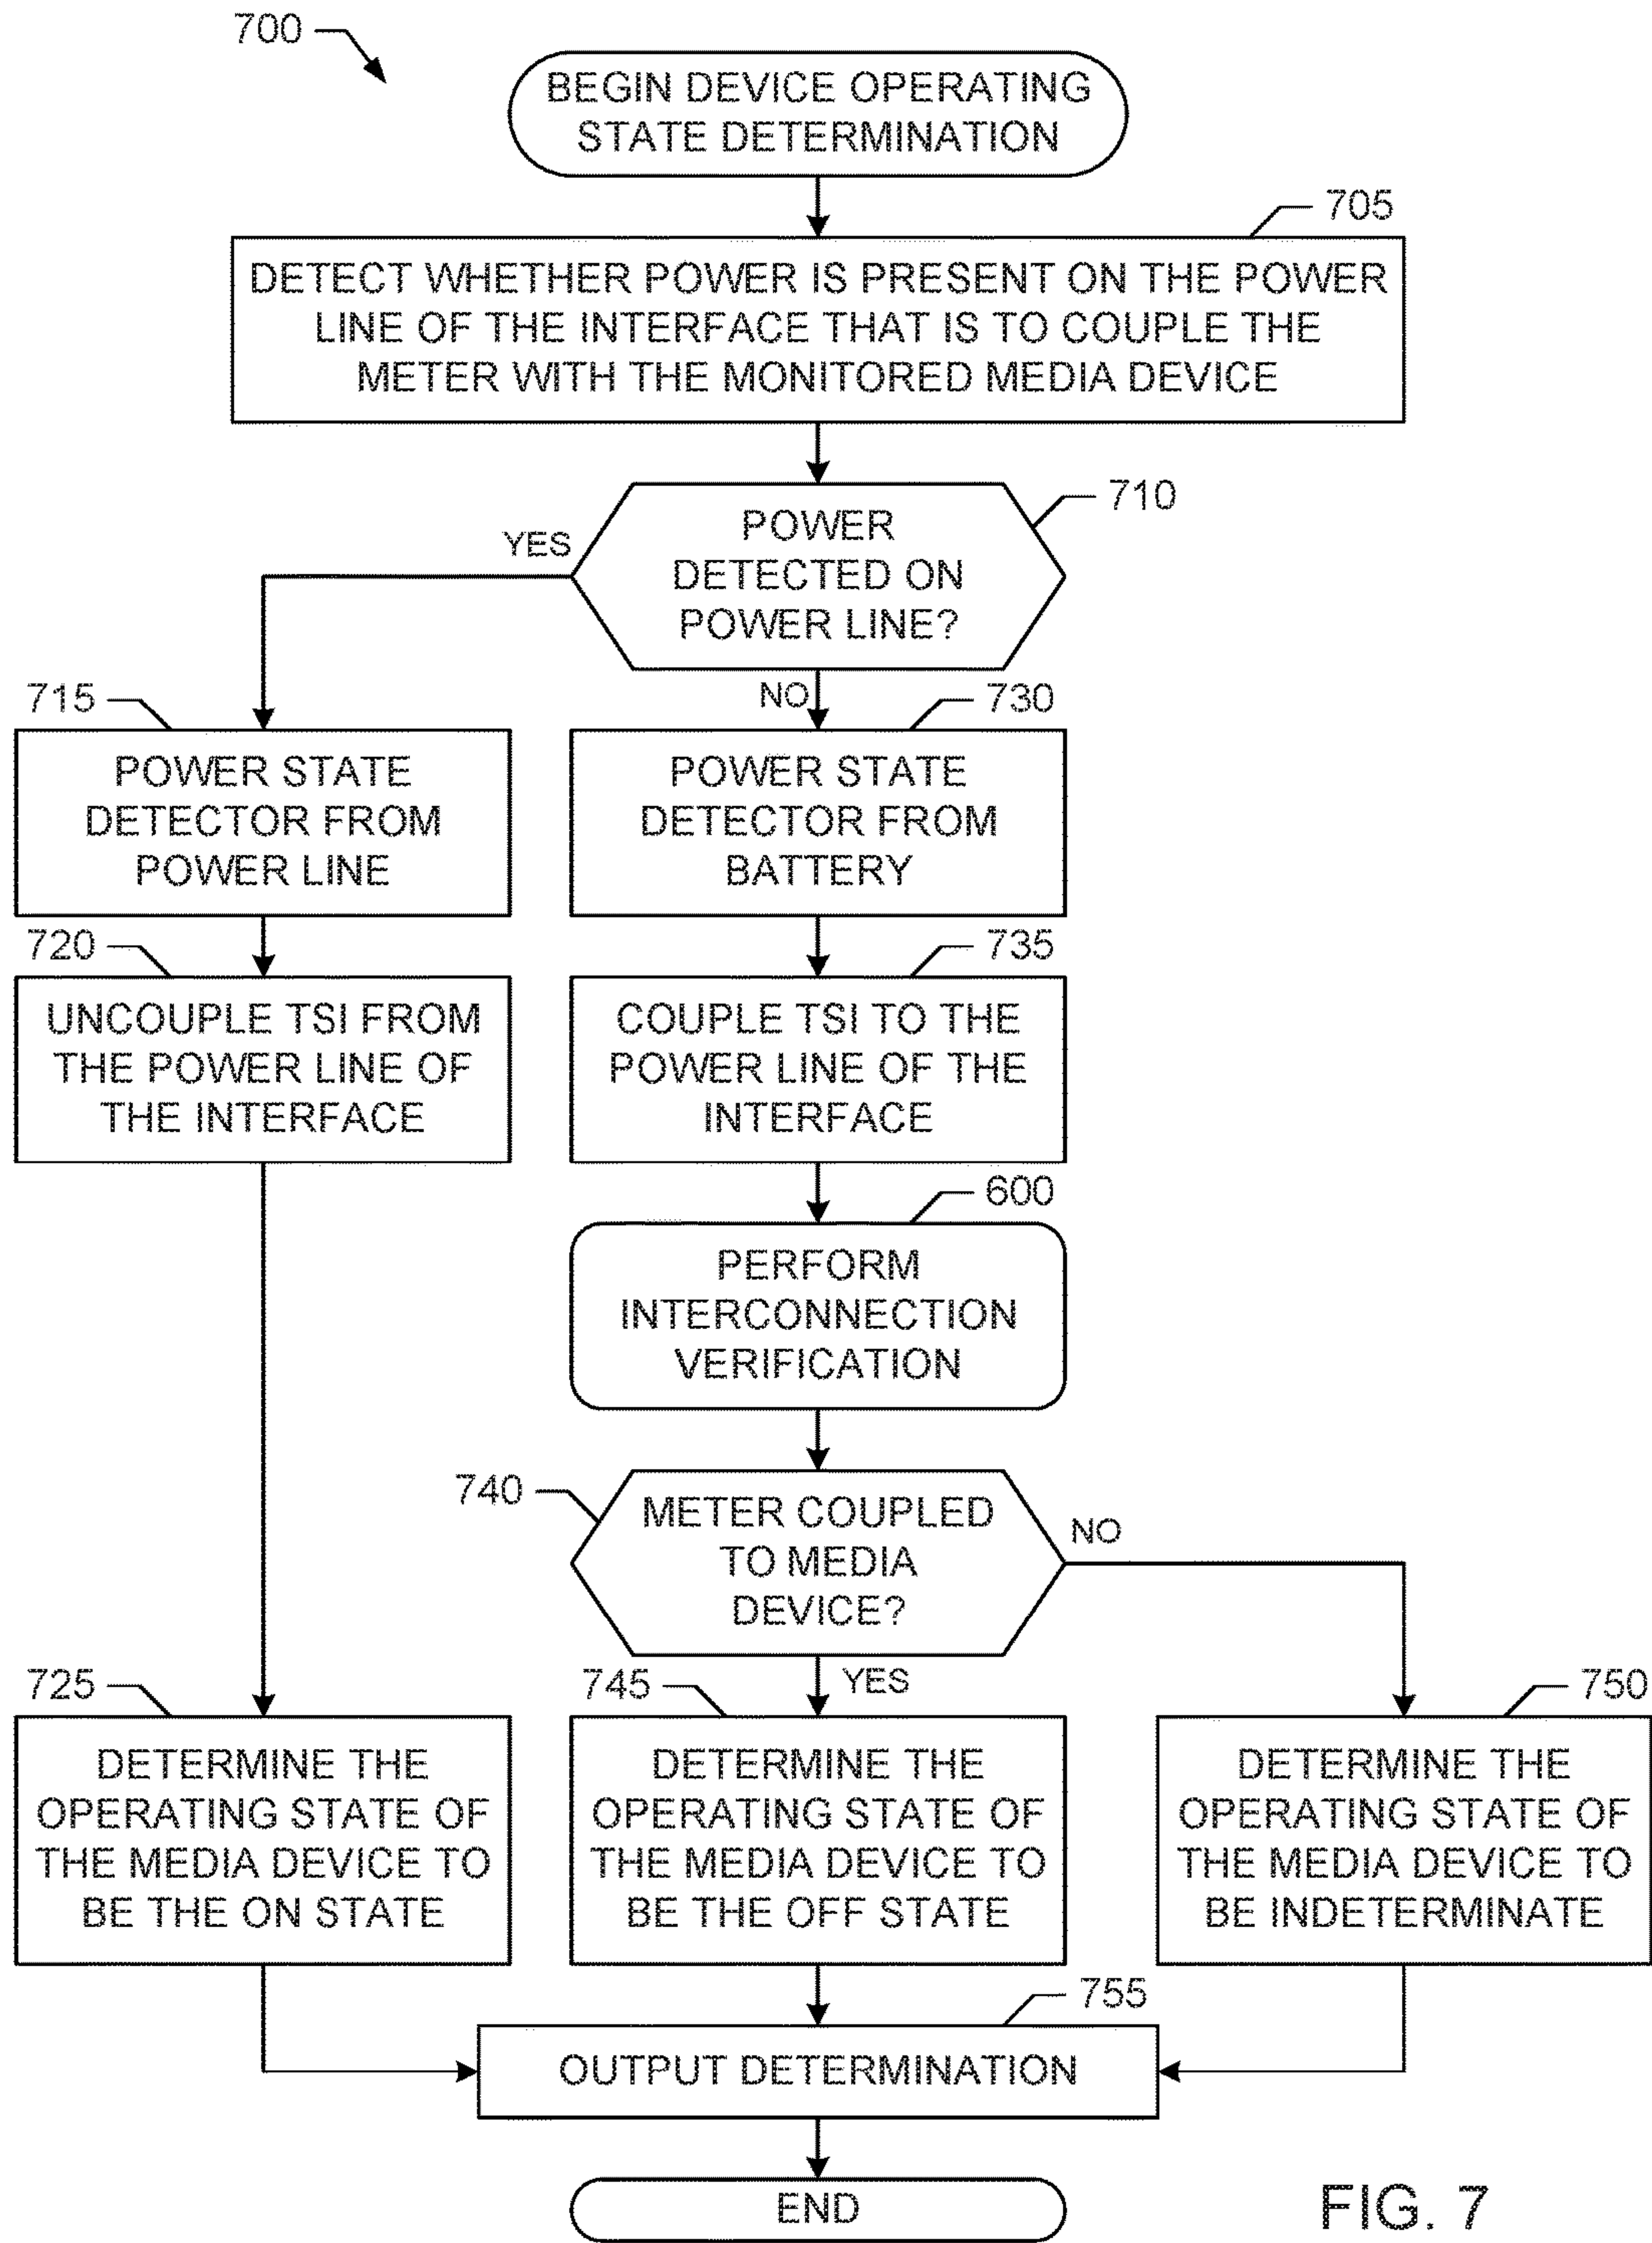 700
BEGIN DEVICE OPERATING
STATE DETERMINATION
705
DETECT WHETHER POWER IS PRESENT ON THE POWER
LINE OF THE INTERFACE THAT IS TO COUPLE THE
METER WITH THE MONITORED MEDIA DEVICE
710
POWER
DETECTED ON
POWER LINE?
YES
NO
715
POWER STATE
DETECTOR FROM
POWER LINE
730
POWER STATE
DETECTOR FROM
BATTERY
720
UNCOUPLE TSI FROM
THE POWER LINE OF
THE INTERFACE
735
COUPLE TSI TO THE
POWER LINE OF THE
INTERFACE
600
PERFORM
INTERCONNECTION
VERIFICATION
740
METER COUPLED
TO MEDIA
DEVICE?
NO
YES
725
DETERMINE THE
OPERATING STATE OF
THE MEDIA DEVICE TO
BE THE ON STATE
745
DETERMINE THE
OPERATING STATE OF
THE MEDIA DEVICE TO
BE THE OFF STATE
750
DETERMINE THE
OPERATING STATE OF
THE MEDIA DEVICE TO
BE INDETERMINATE
755
OUTPUT DETERMINATION
END
FIG. 7